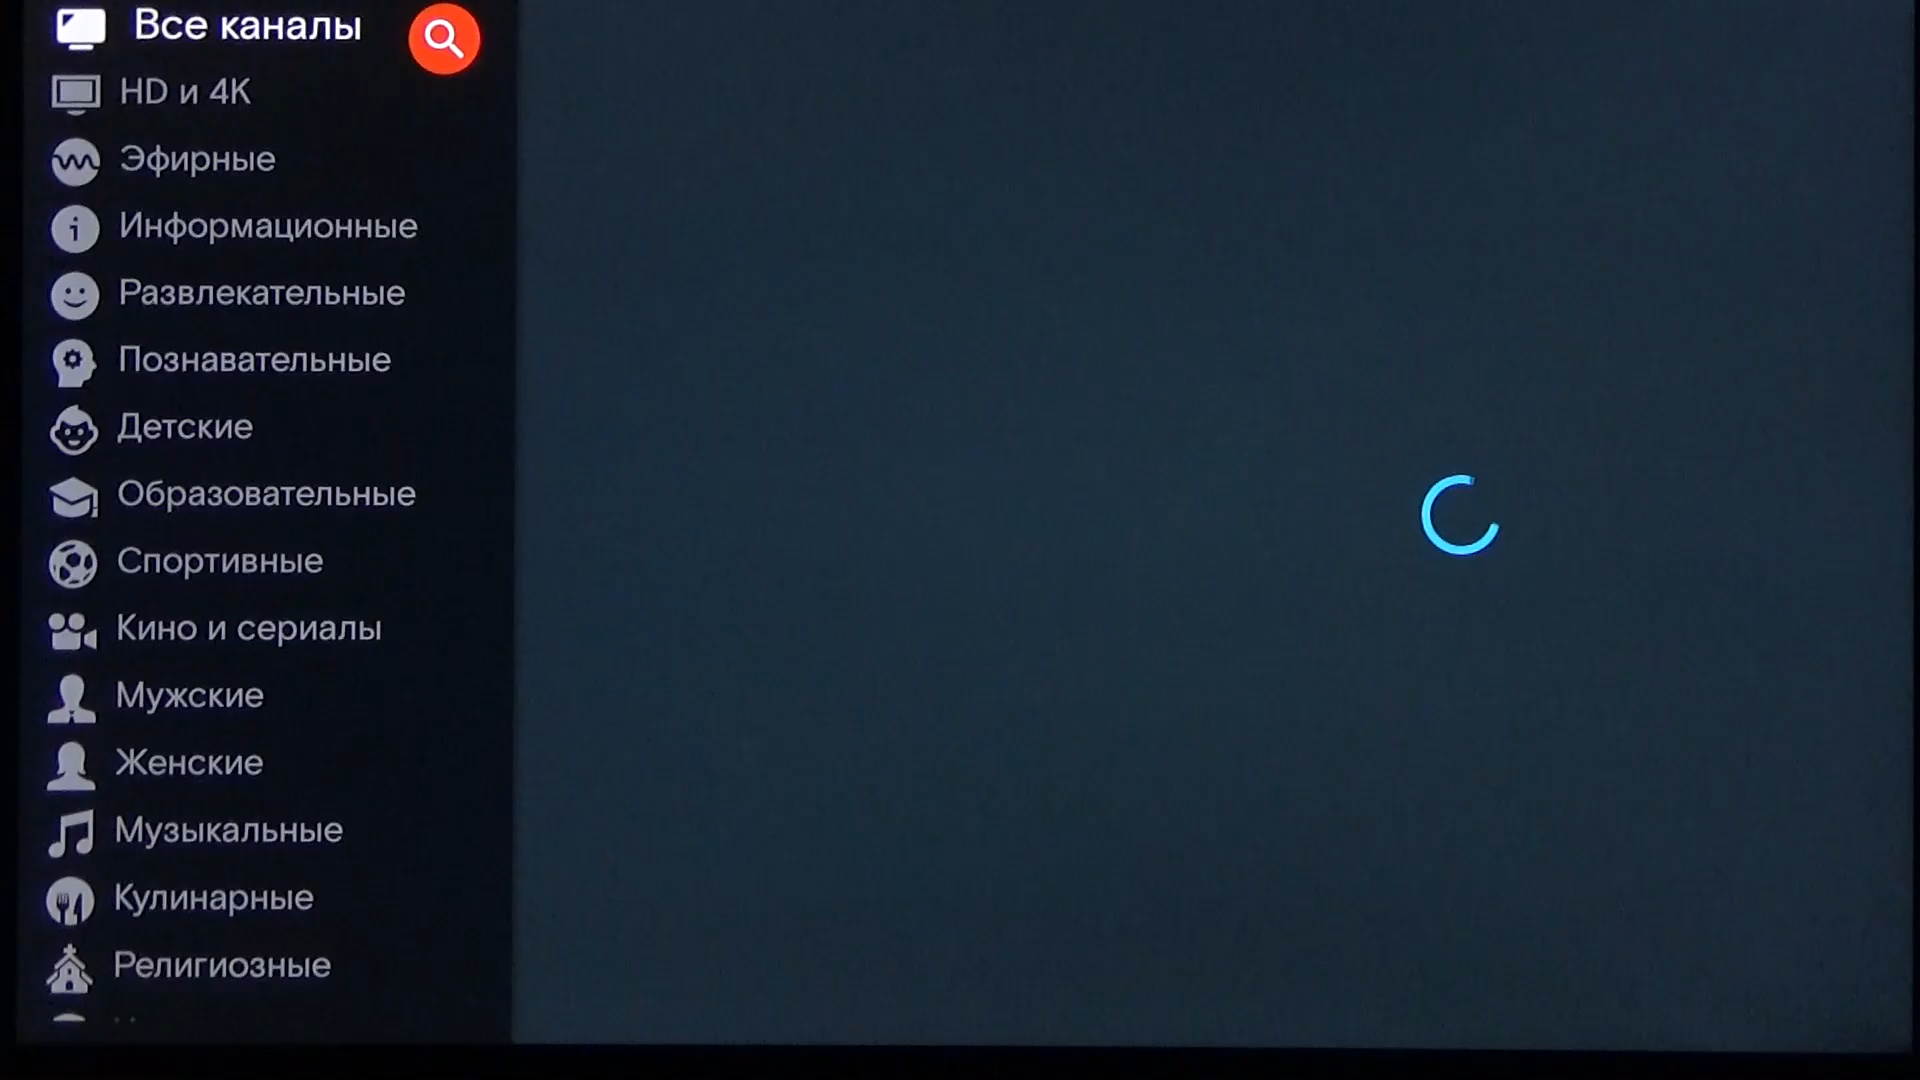 Все каналы
HD и 4K
Эфирные
Информационные
Развлекательные
Познавательные
Детские
Образовательные
Спортивные
Кино и сериалы
Мужские
Женские
Музыкальные
Кулинарные
Религиозные